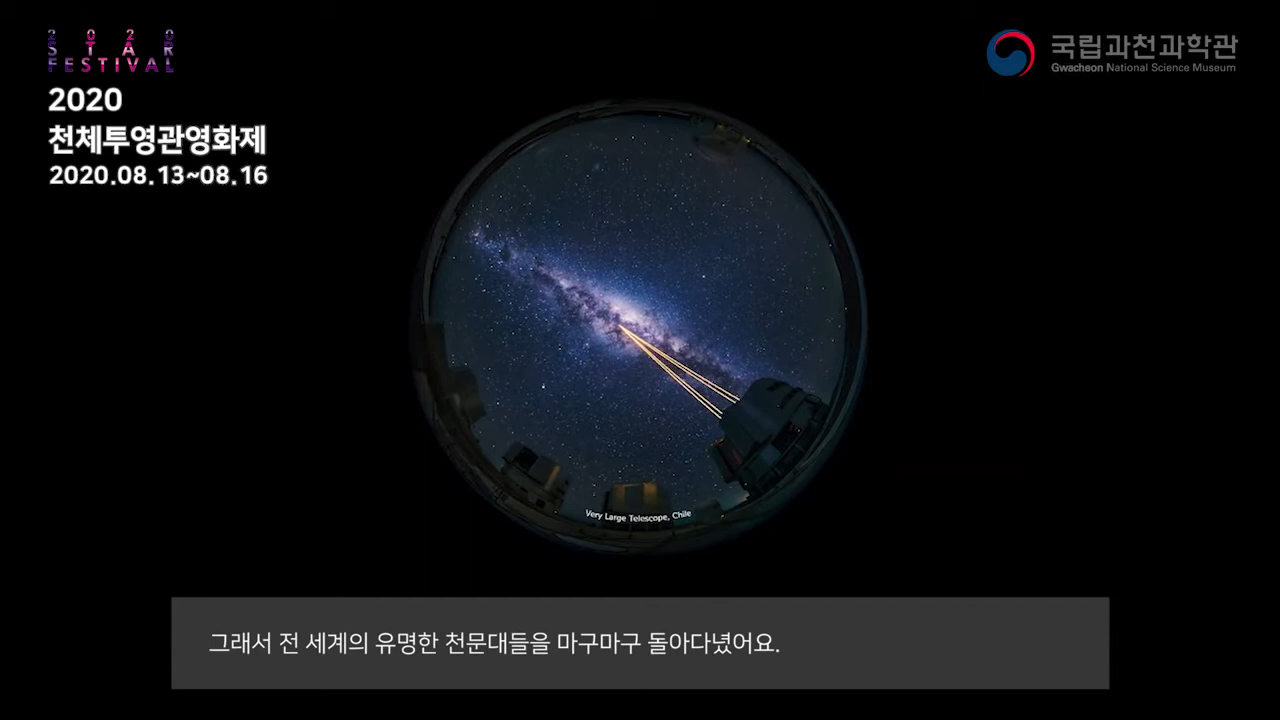 2 0 2 0
S T A R
FESTIVAL
국립과천과학관
Gwacheon National Science Museum
2020
천체투영관영화제
2020.08.13~08.16
Very Large Telescope, Chile
그래서 전 세계의 유명한 천문대들을 마구마구 돌아다녔어요.